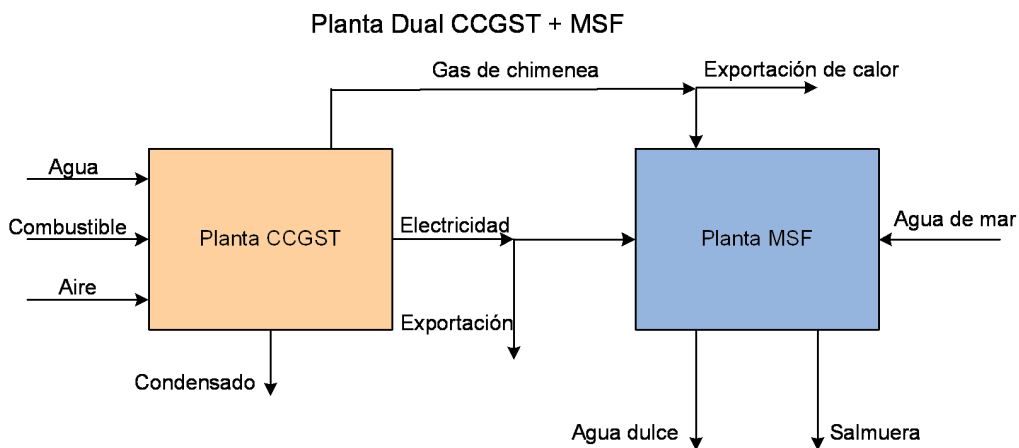 Planta Dual CCGST + MSF
Gas de chimenea
Exportación de calor
Agua
Combustible
Aire
Planta CCGST
Electricidad
Exportación
Planta MSF
Agua de mar
Condensado
Agua dulce
Salmuera